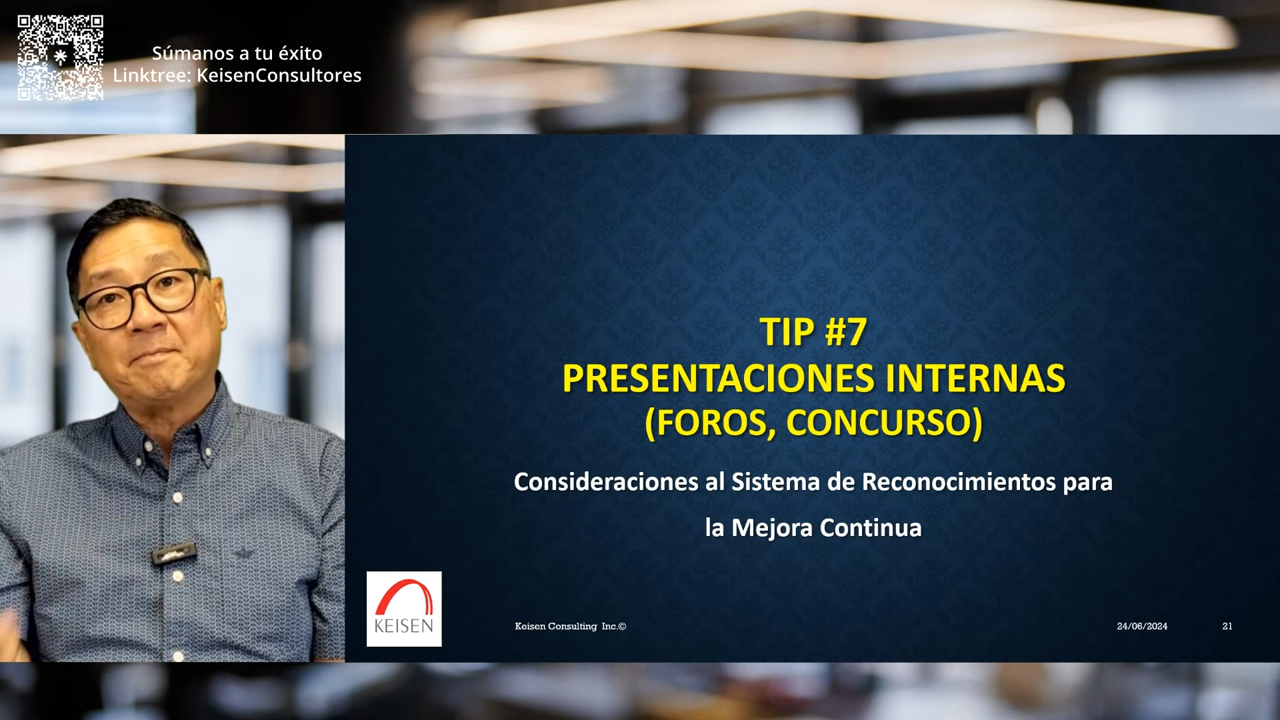 Súmanos a tu éxito
Linktree: KeisenConsultores
TIP #7
PRESENTACIONES INTERNAS
(FOROS, CONCURSO)
Consideraciones al Sistema de Reconocimientos para
la Mejora Continua
KEISEN
Keisen Consulting Inc.©
24/06/2024
21